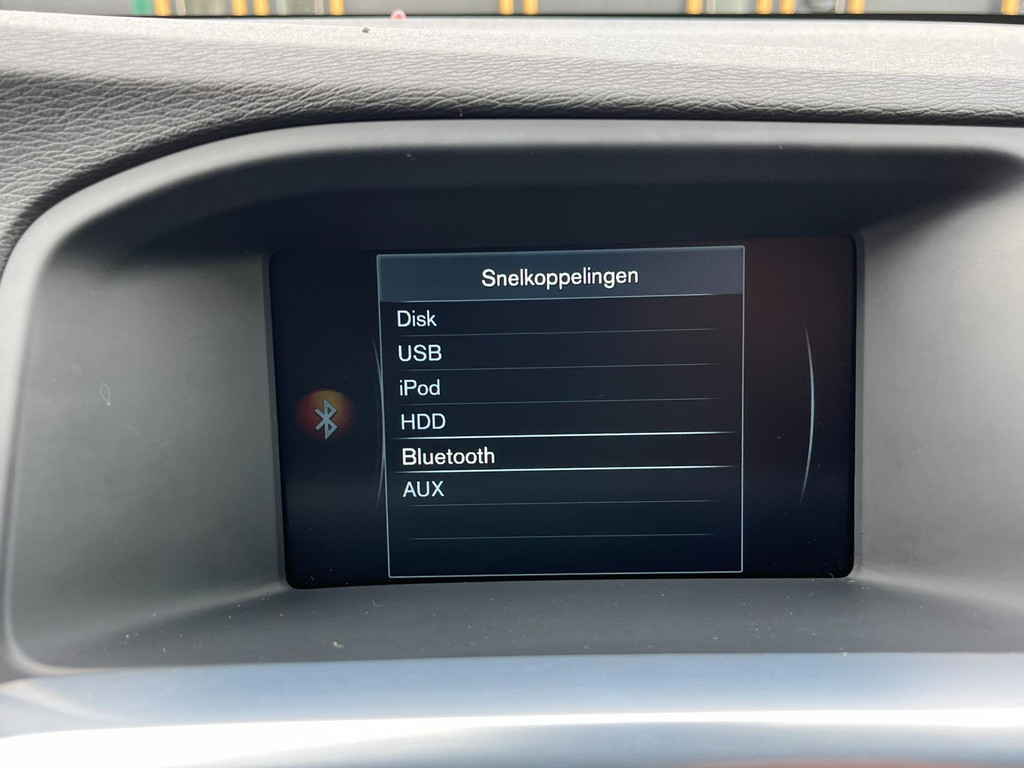 Snelkoppelingen
Disk
USB
iPod
HDD
Bluetooth
AUX